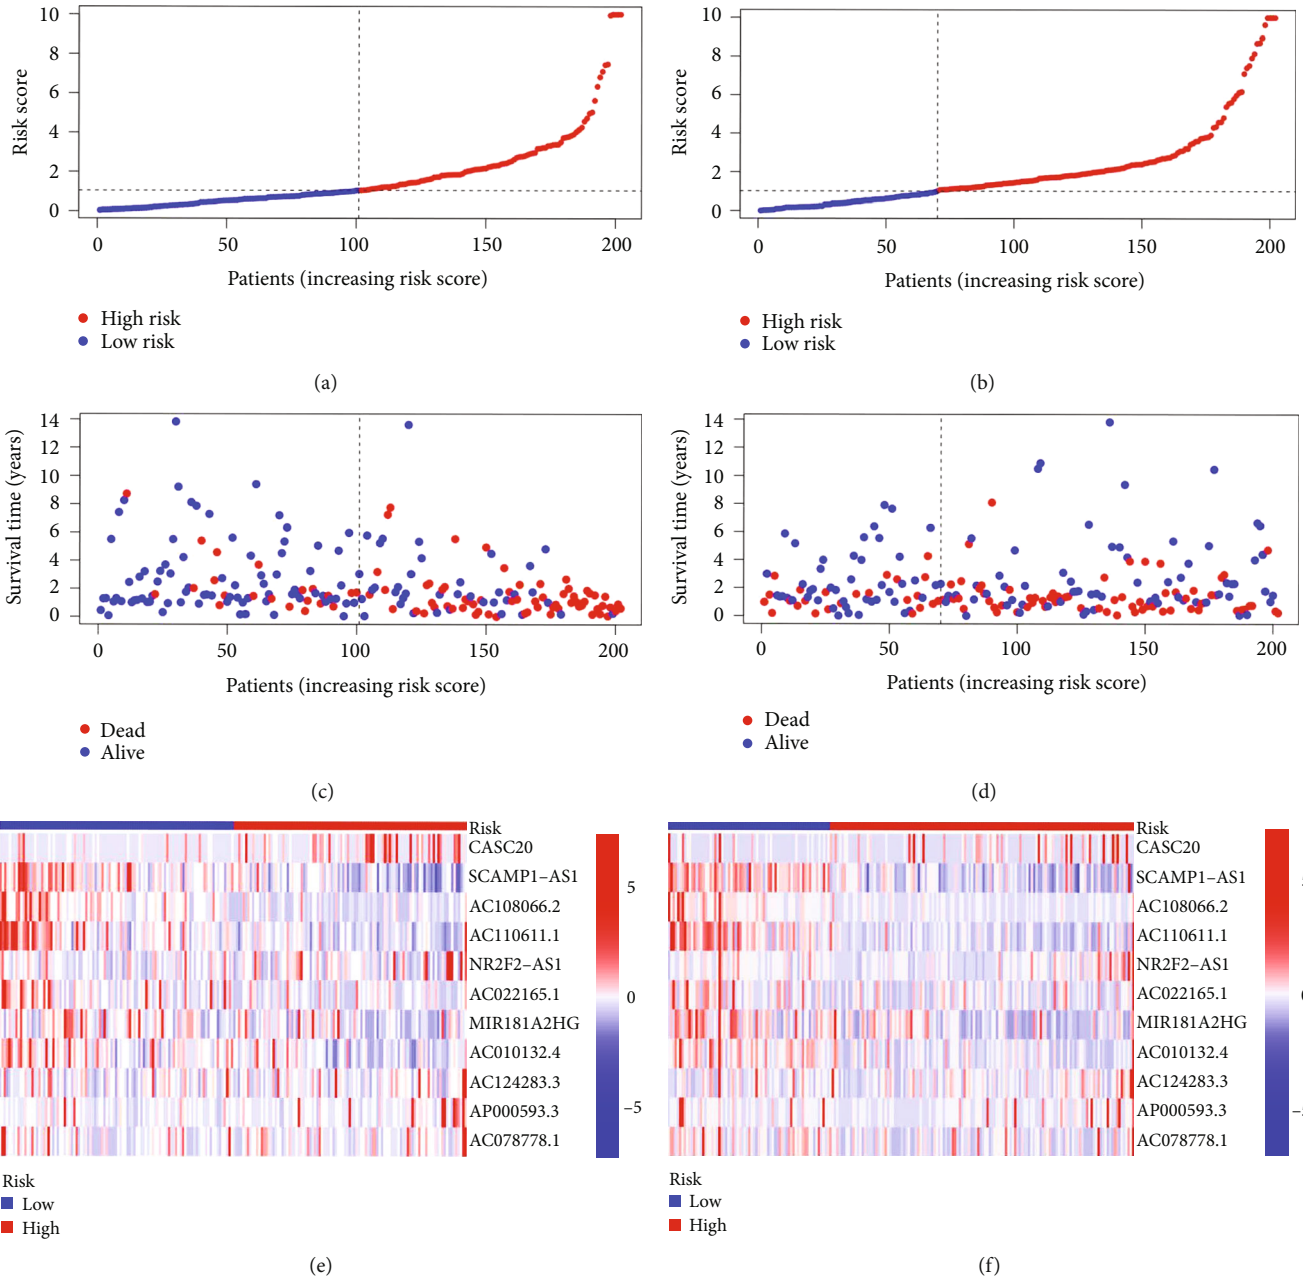 10
8
6
4
2
0
Risk score
0 50 100 150 200
Patients (increasing risk score)
High risk
Low risk
(a)
10
8
6
4
2
0
Risk score
0 50 100 150 200
Patients (increasing risk score)
High risk
Low risk
(b)
14
12
10
8
6
4
2
0
Survival time (years)
0 50 100 150 200
Patients (increasing risk score)
Dead
Alive
(c)
14
12
10
8
6
4
2
0
Survival time (years)
0 50 100 150 200
Patients (increasing risk score)
Dead
Alive
(d)
Risk
CASC20
SCAMP1−AS1
AC108066.2
AC110611.1
NR2F2−AS1
AC022165.1
MIR181A2HG
AC010132.4
AC124283.3
AP000593.3
AC078778.1
5
0
−5
Risk
Low
High
(e)
Risk
CASC20
SCAMP1−AS1
AC108066.2
AC110611.1
NR2F2−AS1
AC022165.1
MIR181A2HG
AC010132.4
AC124283.3
AP000593.3
AC078778.1
Risk
Low
High
(f)